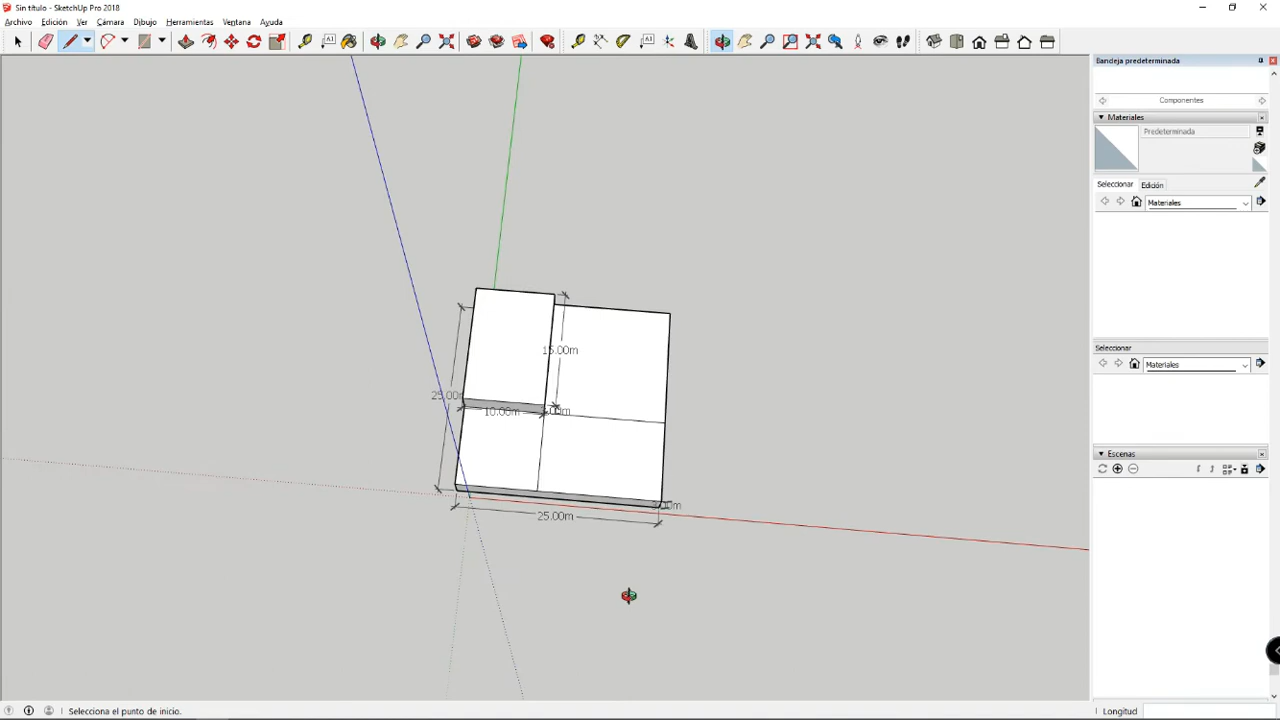 Sin título - SketchUp Pro 2018
Archivo Edición Ver Cámara Dibujo Herramientas Ventana Ayuda
Bandeja predeterminada
Componentes
Materiales
Predeterminada
Seleccionar Edición
Materiales
Seleccionar
Materiales
Escenas
15.00m
25.00m
10.00m
25.00m
Selecciona el punto de inicio.
Longitud